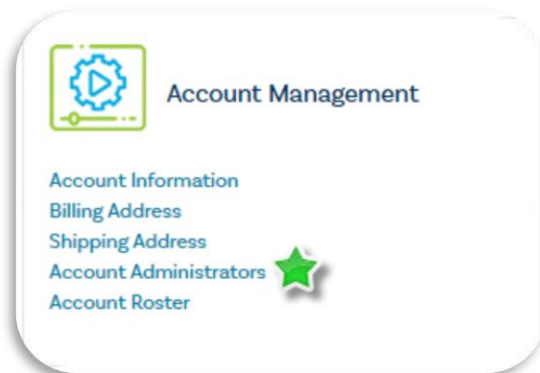 Account Management
Account Information
Billing Address
Shipping Address
Account Administrators
Account Roster